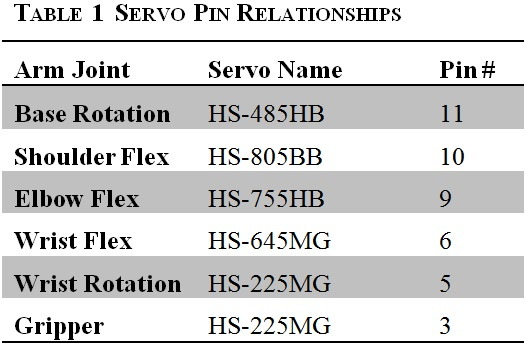 TABLE 1 SERVO PIN RELATIONSHIPS
Arm Joint Servo Name Pin #
Base Rotation HS-485HB 11
Shoulder Flex HS-805BB 10
Elbow Flex HS-755HB 9
Wrist Flex HS-645MG 6
Wrist Rotation HS-225MG 5
Gripper HS-225MG 3